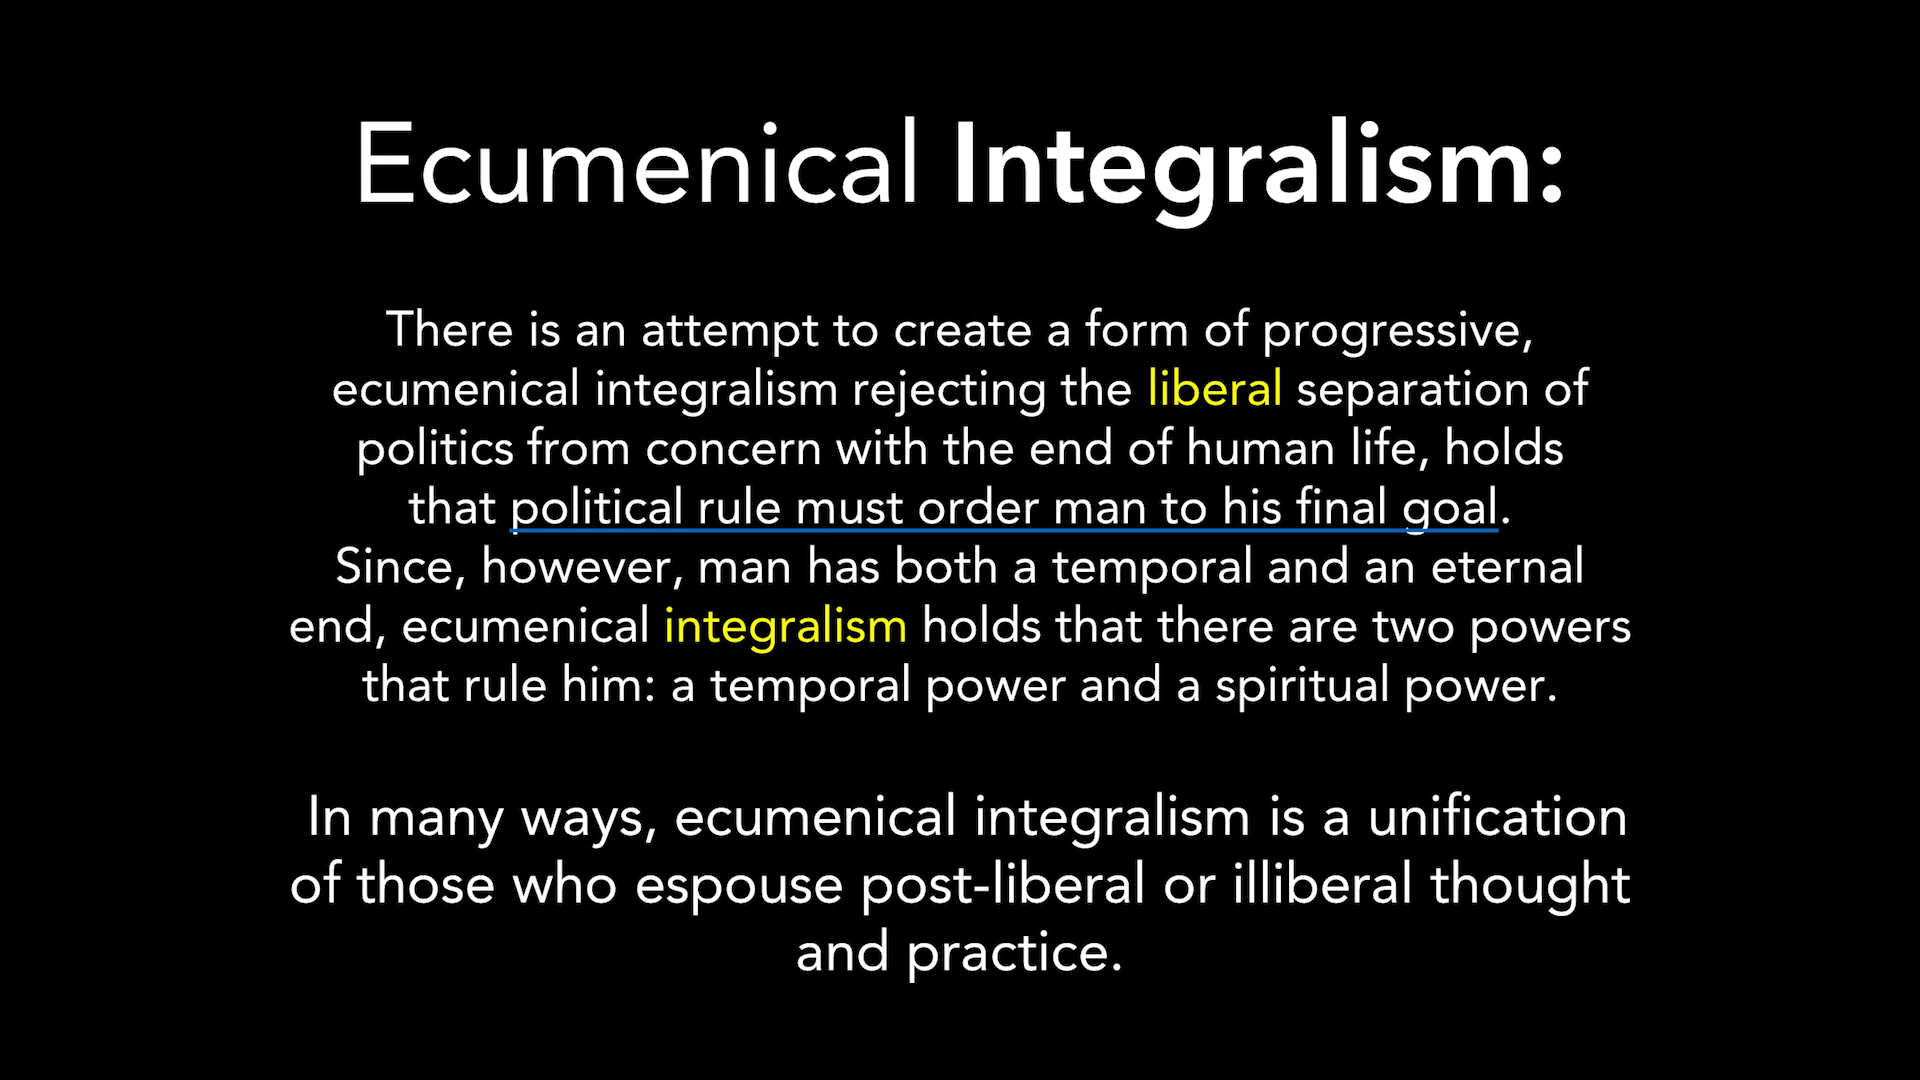 Ecumenical Integralism:
There is an attempt to create a form of progressive,
ecumenical integralism rejecting the liberal separation of
politics from concern with the end of human life, holds
that political rule must order man to his final goal.
Since, however, man has both a temporal and an eternal
end, ecumenical integralism holds that there are two powers
that rule him: a temporal power and a spiritual power.
In many ways, ecumenical integralism is a unification
of those who espouse post-liberal or illiberal thought
and practice.